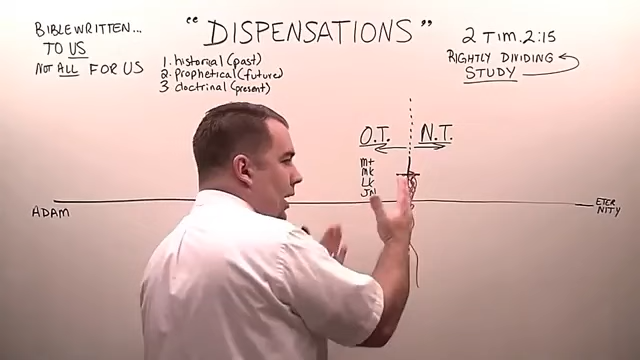 BIBLE WRITTEN...
TO US
NOT ALL FOR US
"DISPENSATIONS"
1. historial (past)
2. prophetical (future)
3 doctrinal (present)
2 Tim. 2:15
RIGHTLY DIVIDING
STUDY
O.T. N.T.
mt
mk
Lk
Jn
ADAM
ETER
NITY